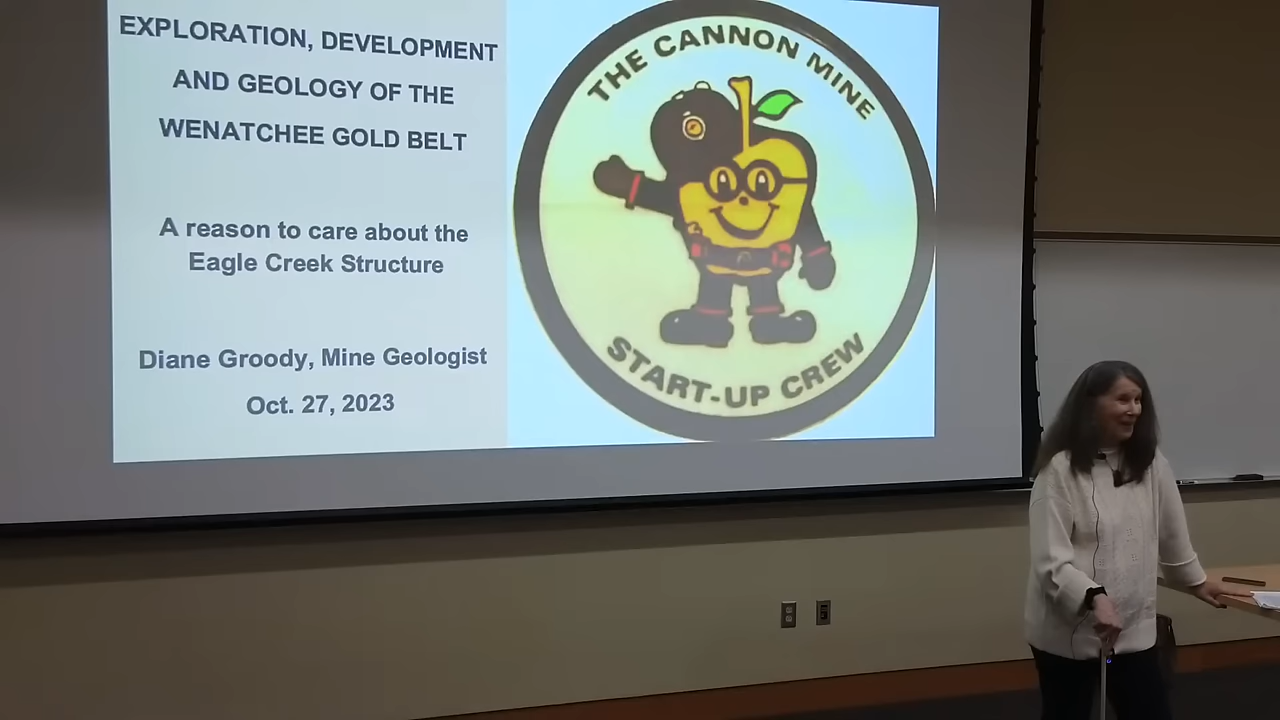 EXPLORATION, DEVELOPMENT
AND GEOLOGY OF THE
WENATCHEE GOLD BELT
A reason to care about the
Eagle Creek Structure
Diane Groody, Mine Geologist
Oct. 27, 2023
THE CANNON MINE
START-UP CREW